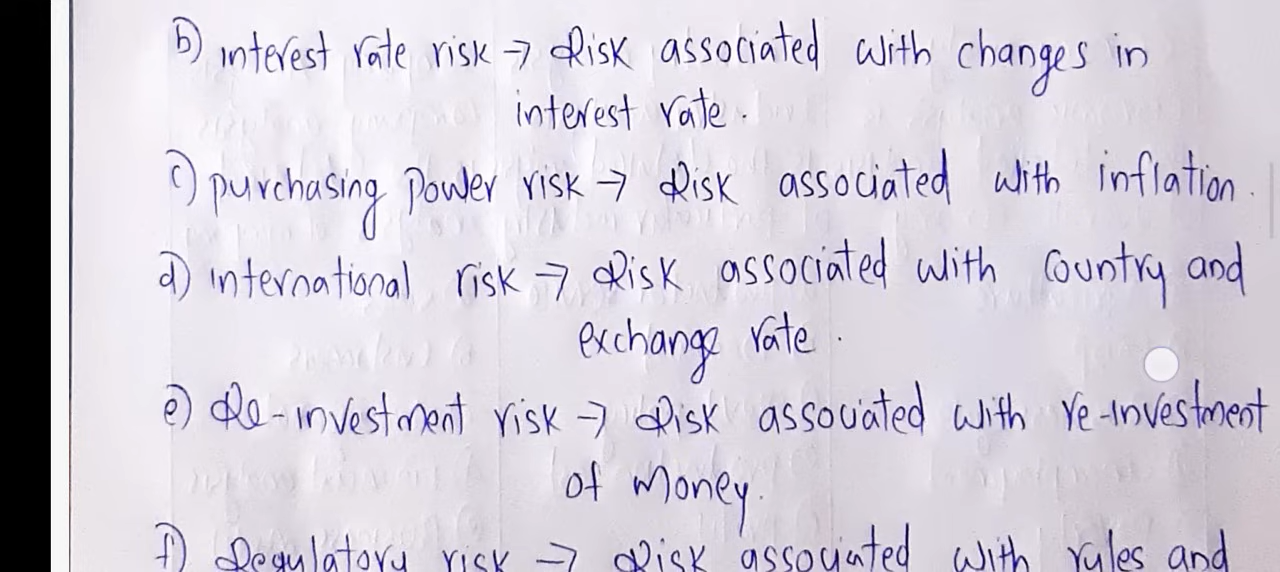 b) interest rate risk → Risk associated with changes in
interest rate.
c) purchasing power risk → Risk associated with inflation.
d) international risk → Risk associated with country and
exchange rate.
e) Re-investment risk → Risk associated with re-investment
of money.
f) Regulatory risk → Risk associated with rules and